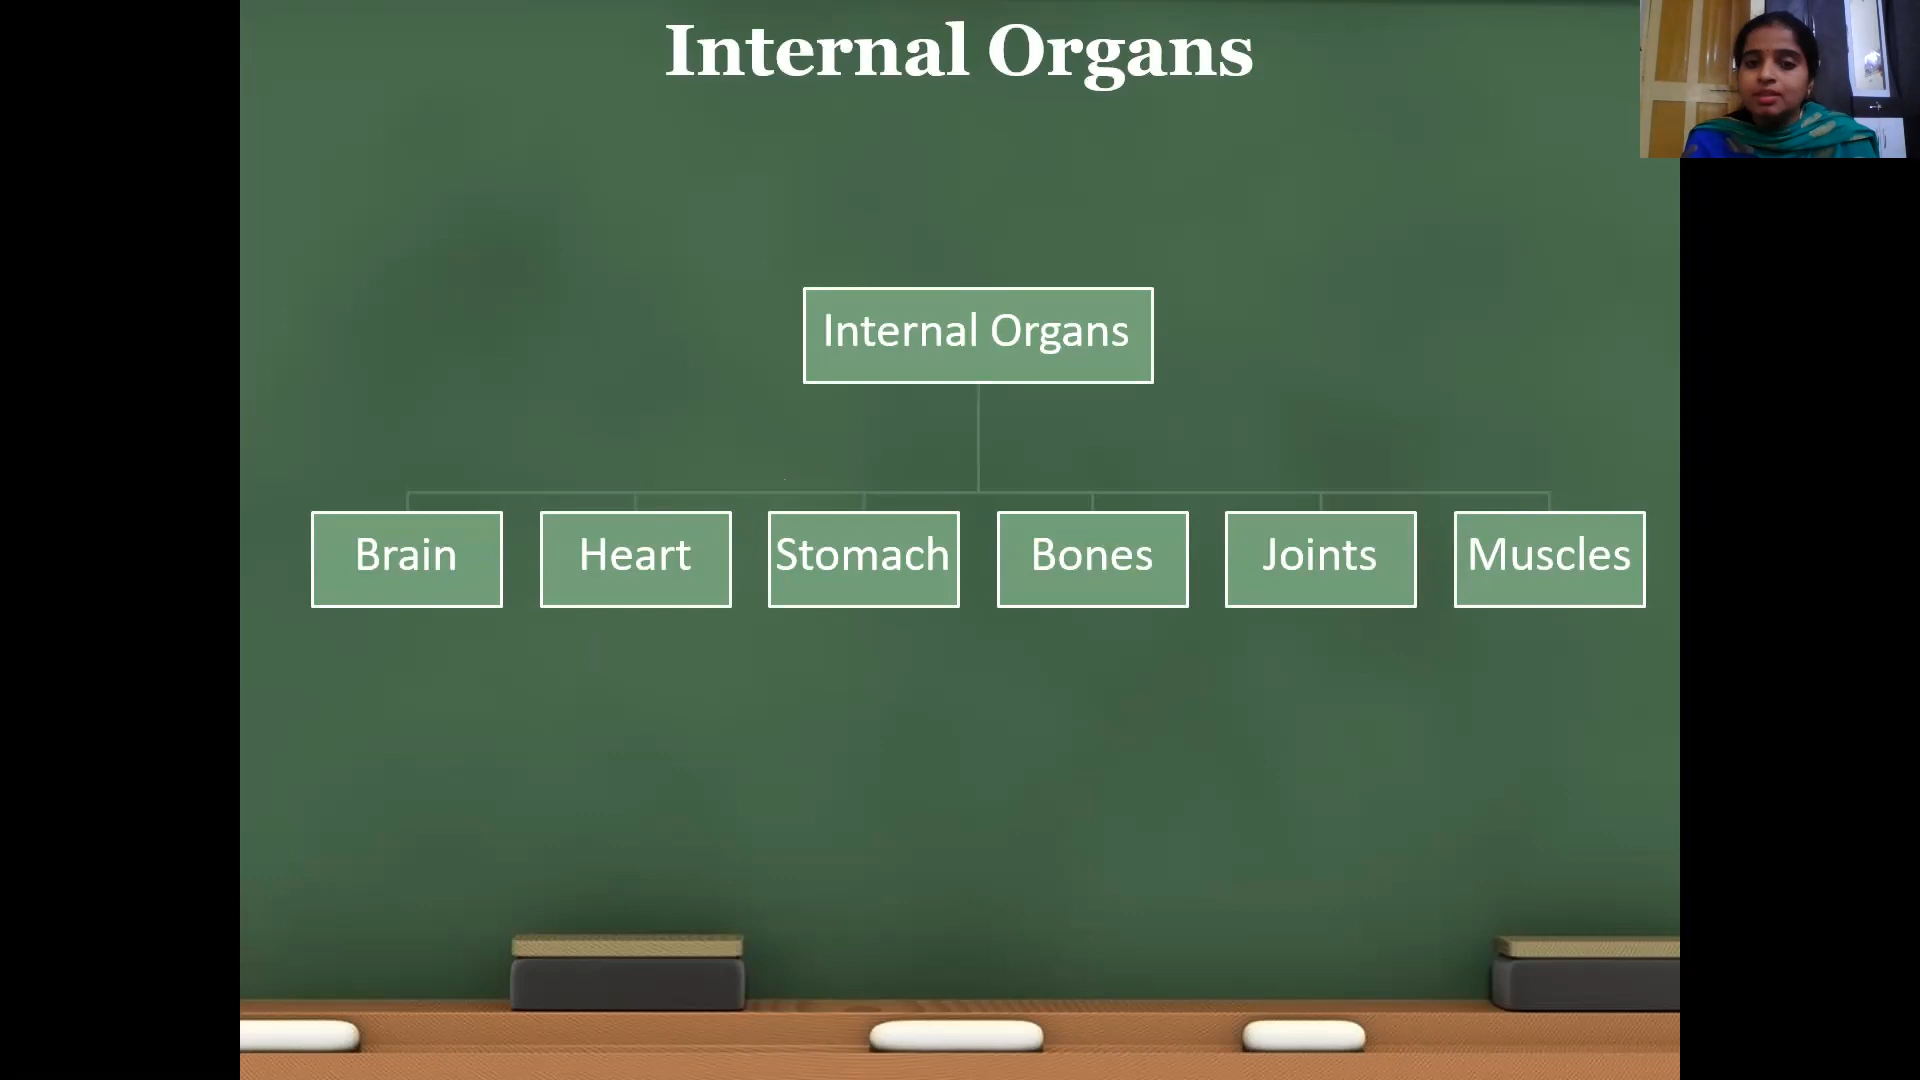 Internal Organs
Internal Organs
Brain
Heart
Stomach
Bones
Joints
Muscles